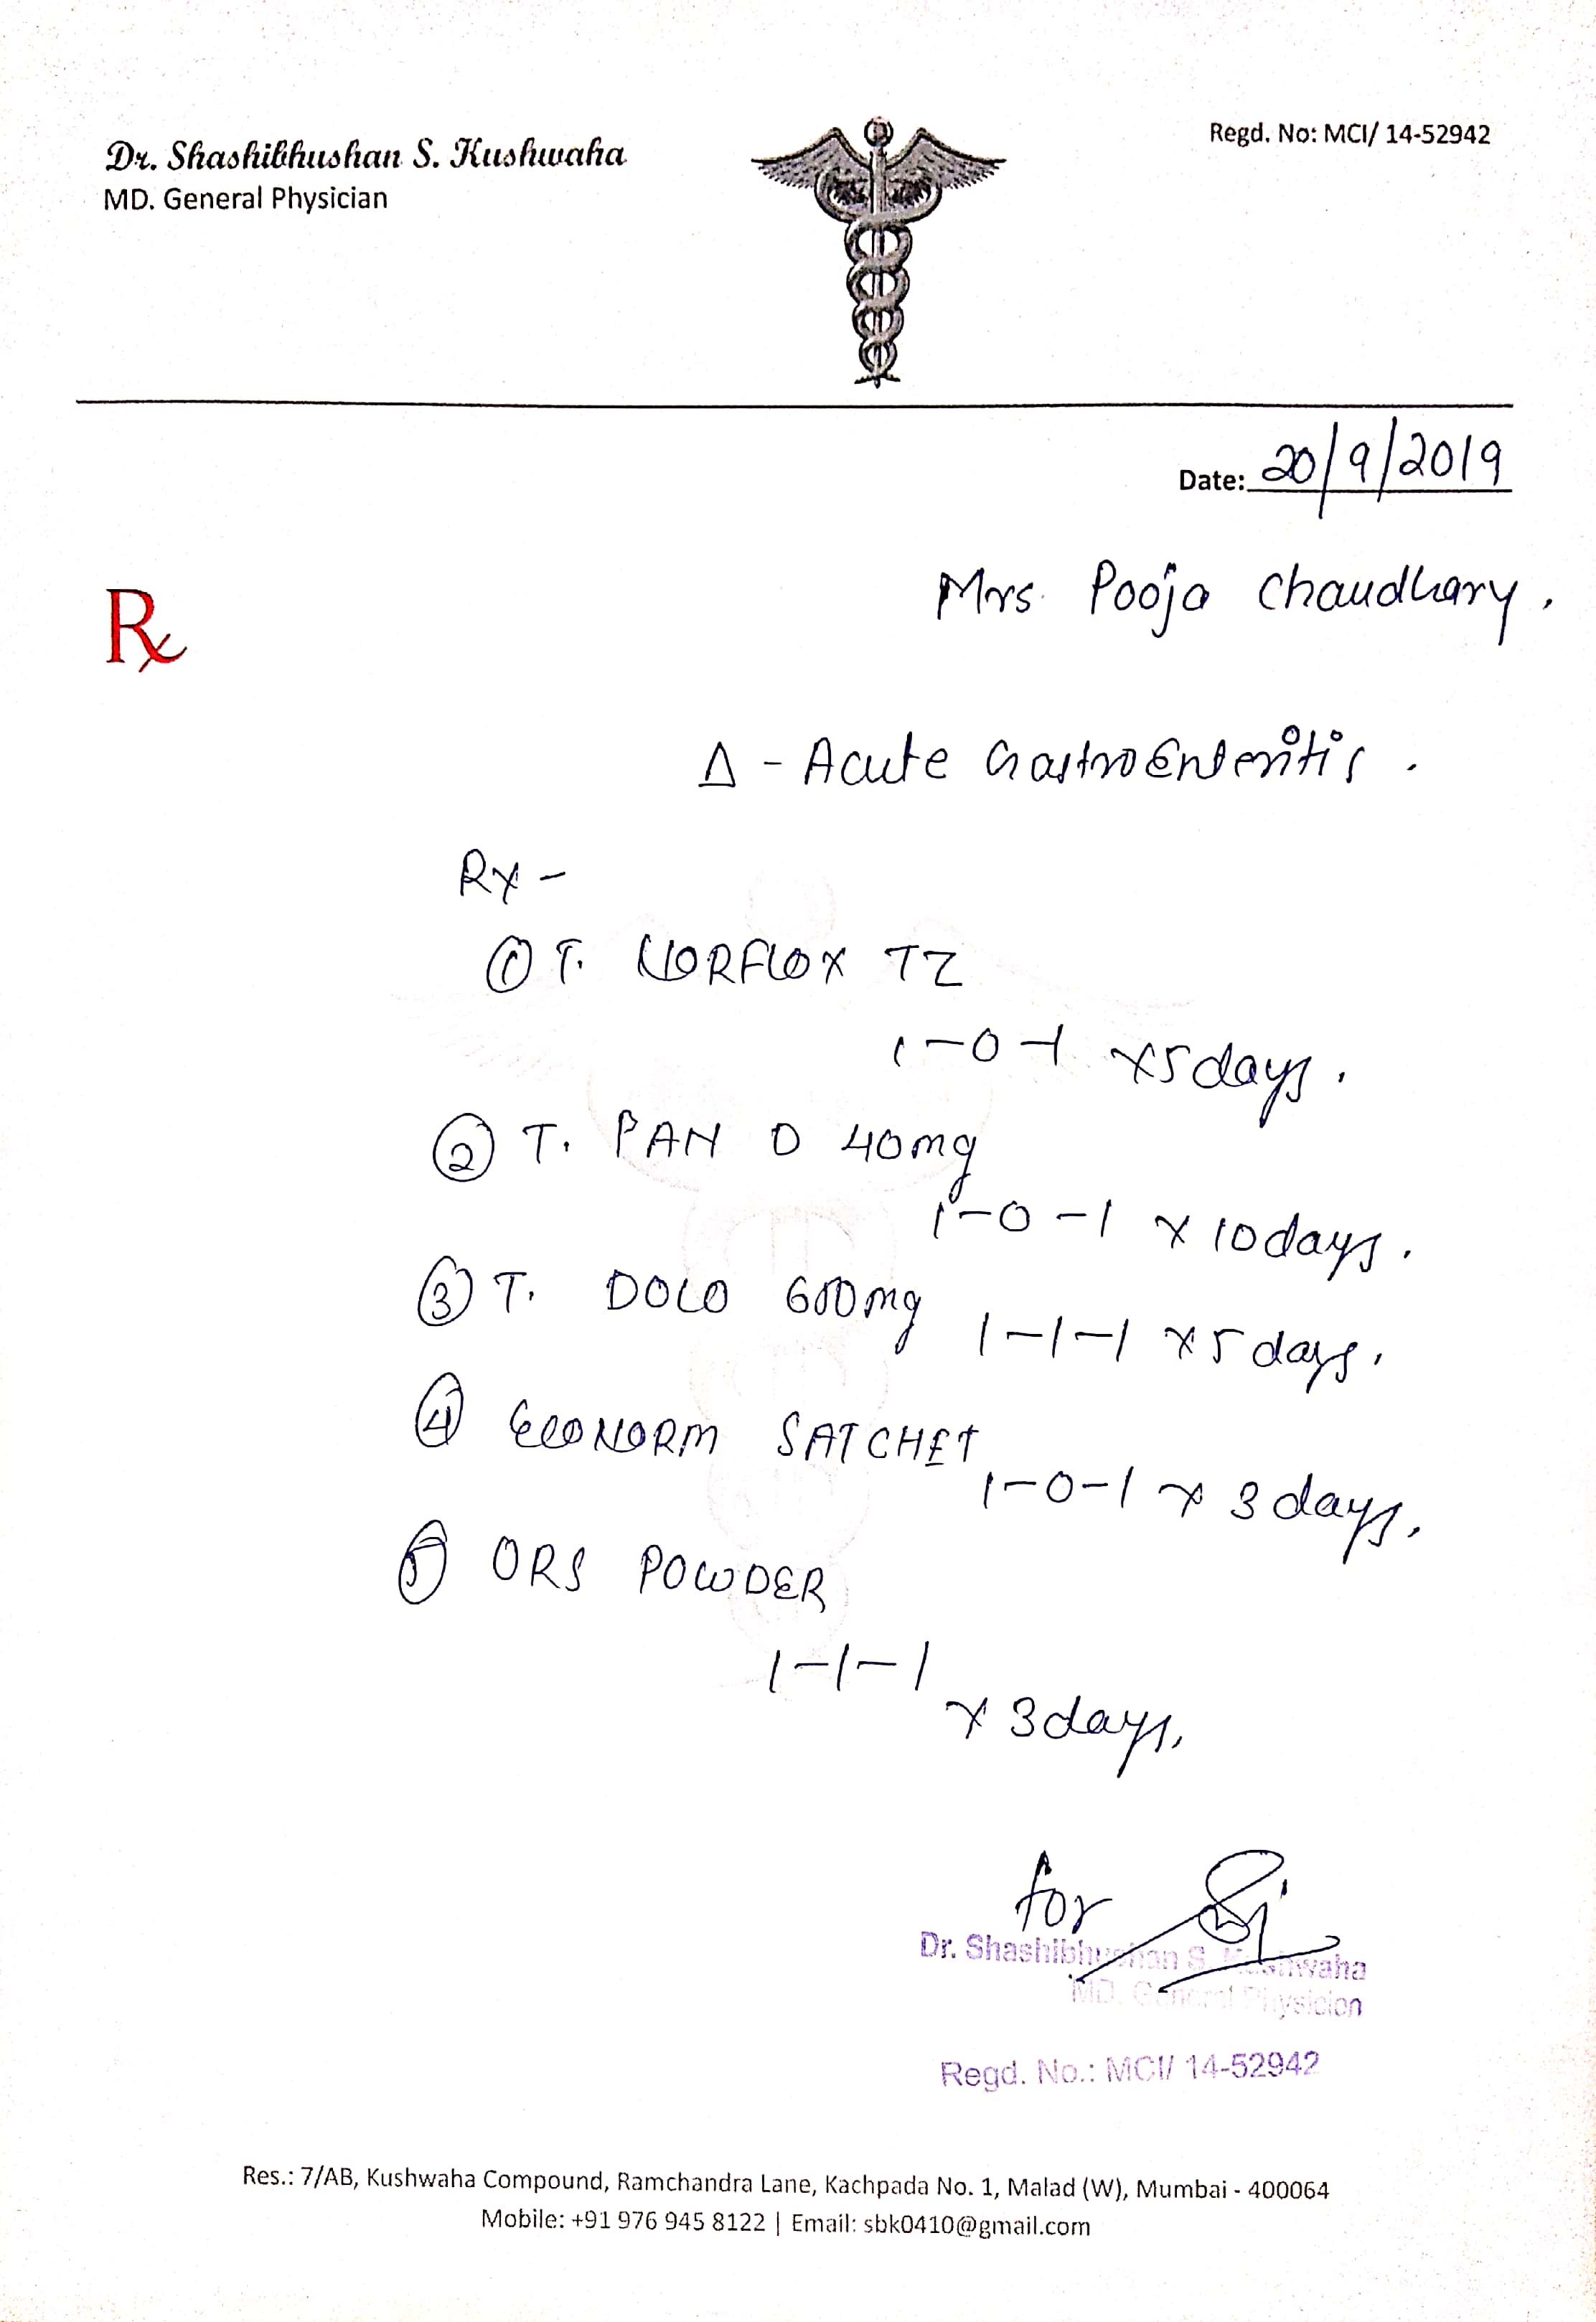 Dr. Shashibhushan S. Kushwaha
MD. General Physician
Regd. No: MCI/ 14-52942
Date: 20/9/2019
Mrs. Pooja Chaudhary.
Rx
Δ - Acute GastroEnteritis.
RX -
① T. NORFLOX TZ
1-0-1 x5days.
② T. PAN D 40mg
1-0-1 x 10days.
③ T. DOLO 600mg 1-1-1 x 5 days.
④ ECONORM SATCHET 1-0-1 x 3 days.
⑤ ORS POWDER
1-1-1
x 3days.
for
Dr. Shashibhushan S. Kushwaha
MD. General Physicion
Regd. No.: MCI/ 14-52942
Res.: 7/AB, Kushwaha Compound, Ramchandra Lane, Kachpada No. 1, Malad (W), Mumbai - 400064
Mobile: +91 976 945 8122 | Email: sbk0410@gmail.com